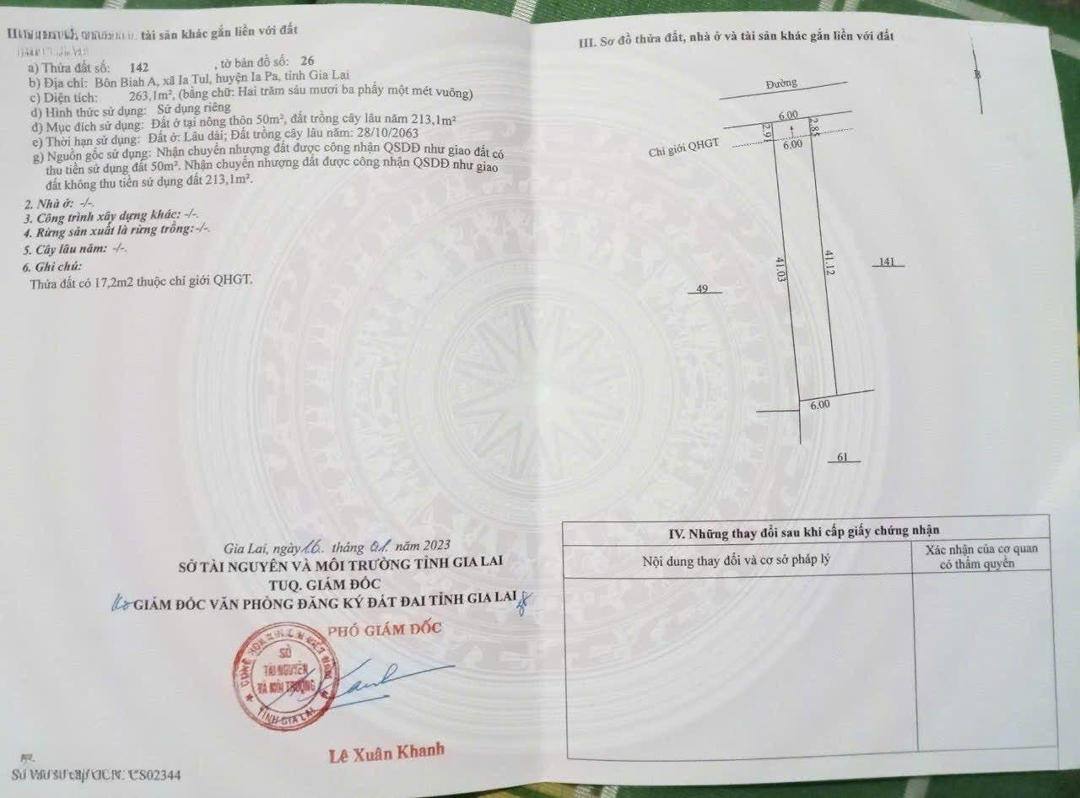 tài sản khác gắn liền với đất
a) Thửa đất số: 142 , tờ bản đồ số: 26
b) Địa chỉ: Bôn Biah A, xã Ia Tul, huyện Ia Pa, tỉnh Gia Lai
c) Diện tích: 263,1m², (bằng chữ: Hai trăm sáu mươi ba phẩy một mét vuông)
d) Hình thức sử dụng: Sử dụng riêng
đ) Mục đích sử dụng: Đất ở tại nông thôn 50m², đất trồng cây lâu năm 213,1m²
e) Thời hạn sử dụng: Đất ở: Lâu dài; Đất trồng cây lâu năm: 28/10/2063
g) Nguồn gốc sử dụng: Nhận chuyển nhượng đất được công nhận QSDĐ như giao đất có
thu tiền sử dụng đất 50m². Nhận chuyển nhượng đất được công nhận QSDĐ như giao
đất không thu tiền sử dụng đất 213,1m².
2. Nhà ở: -/-.
3. Công trình xây dựng khác: -/-.
4. Rừng sản xuất là rừng trồng:-/-.
5. Cây lâu năm: -/-.
6. Ghi chú:
Thửa đất có 17,2m2 thuộc chỉ giới QHGT.
Gia Lai, ngày 16 tháng 01 năm 2023
SỞ TÀI NGUYÊN VÀ MÔI TRƯỜNG TỈNH GIA LAI
TUQ. GIÁM ĐỐC
GIÁM ĐỐC VĂN PHÒNG ĐĂNG KÝ ĐẤT ĐAI TỈNH GIA LAI
PHÓ GIÁM ĐỐC
SỞ
TÀI NGUYÊN
VÀ MÔI TRƯỜNG
TỈNH GIA LAI
Lê Xuân Khanh
CS02344
III. Sơ đồ thửa đất, nhà ở và tài sản khác gắn liền với đất
B
Đường
6.00
2.91
2.85
Chỉ giới QHGT
6.00
41.03
41.12
141
49
6.00
61
IV. Những thay đổi sau khi cấp giấy chứng nhận
Nội dung thay đổi và cơ sở pháp lý
Xác nhận của cơ quan
có thẩm quyền